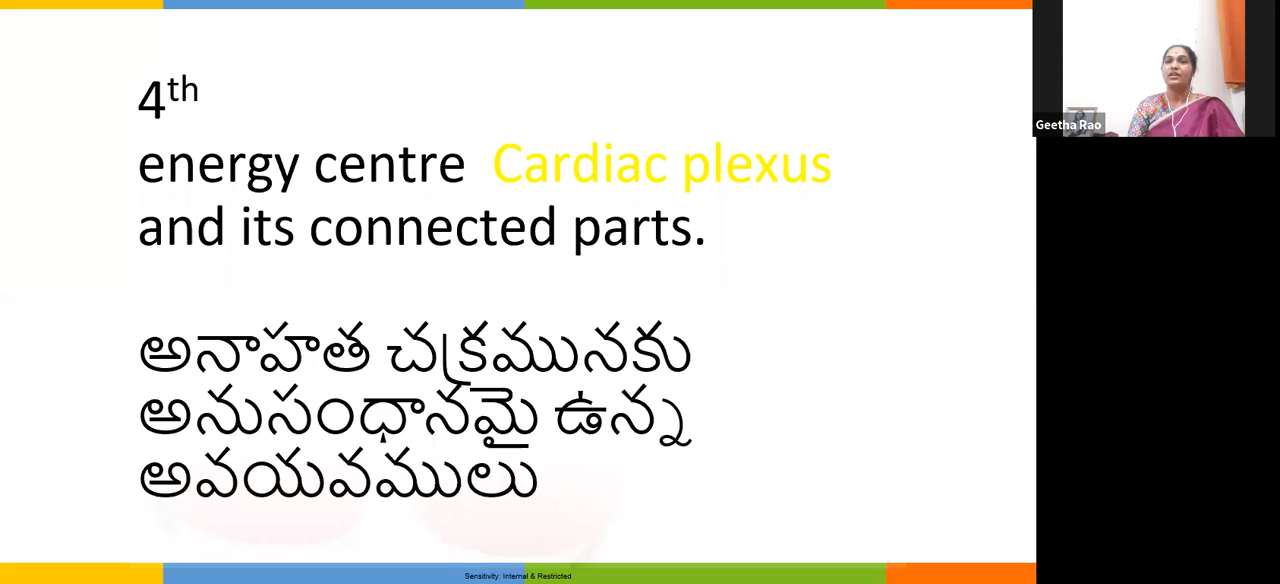 4th
energy centre Cardiac plexus
and its connected parts.
అనాహత చక్రమునకు
అనుసంధానమై ఉన్న
అవయవములు
Geetha Rao
Sensitivity: Internal & Restricted